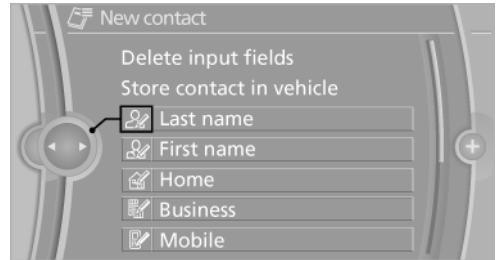 New contact
Delete input fields
Store contact in vehicle
Last name
First name
Home
Business
Mobile